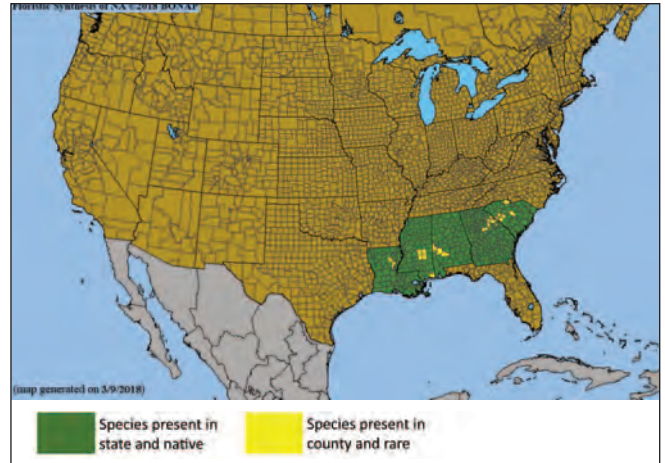 Floristic Synthesis of NA ©2018 BONAP
(map generated on 3/9/2018)
Species present in
state and native
Species present in
county and rare